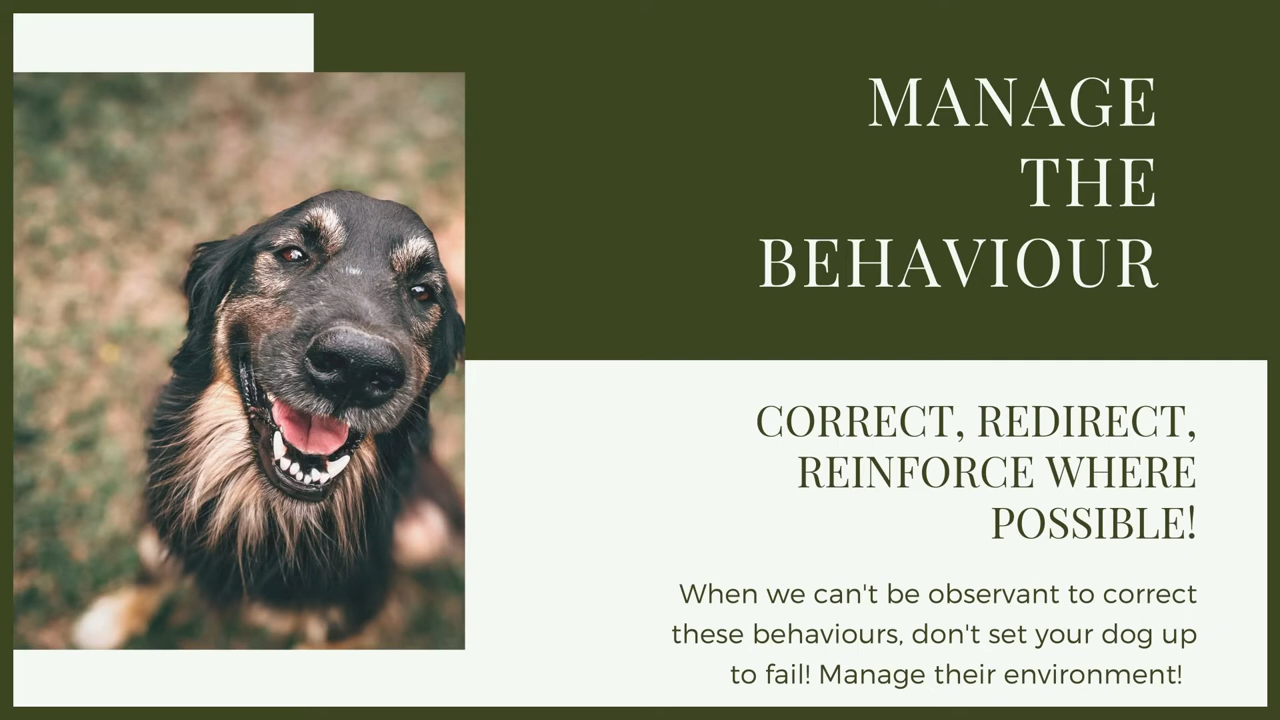 MANAGE
THE
BEHAVIOUR
CORRECT, REDIRECT,
REINFORCE WHERE
POSSIBLE!
When we can't be observant to correct
these behaviours, don't set your dog up
to fail! Manage their environment!